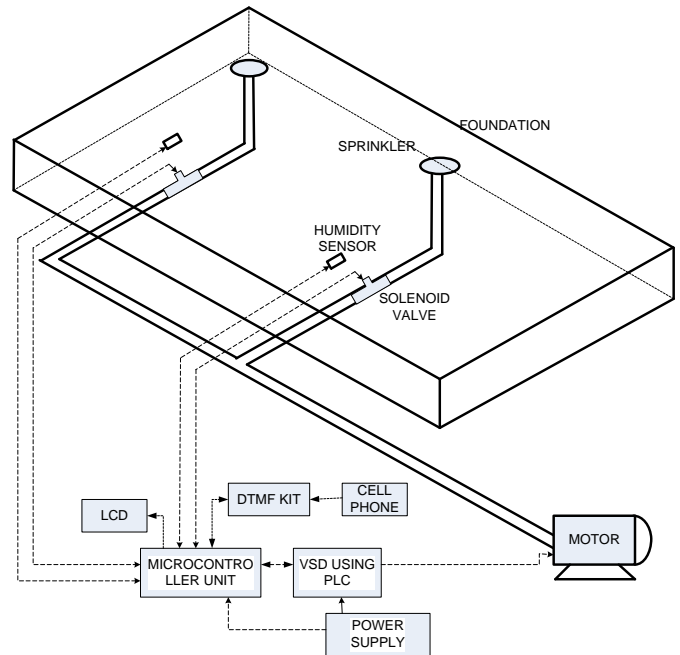 FOUNDATION
SPRINKLER
HUMIDITY
SENSOR
SOLENOID
VALVE
DTMF KIT
CELL
PHONE
LCD
MOTOR
MICROCONTRO
LLER UNIT
VSD USING
PLC
POWER
SUPPLY